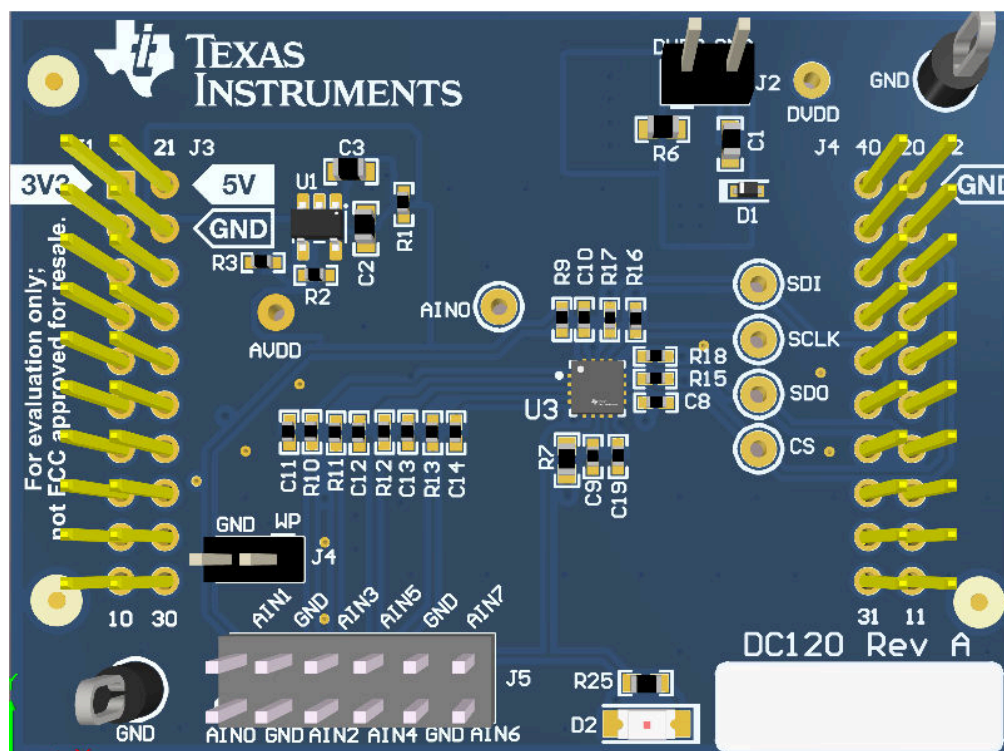 TEXAS
INSTRUMENTS
J2
GND
DVDD
R6
C1
D1
21 J3
J4 40 20 2
3V3
5V
GND
GND
For evaluation only;
not FCC approved for resale.
C3
U1
R1
C2
R3
R2
AVDD
AIN0
R9 C10 R17 R16
SDI
SCLK
SDO
CS
R18
R15
C8
U3
R7
C9
C19
C11 R10 R11 C12 R12 C13 R13 C14
GND WP
J4
10 30
31 11
AIN1 GND AIN3 AIN5 GND AIN7
J5
AIN0 GND AIN2 AIN4 GND AIN6
GND
R25
D2
DC120 Rev A